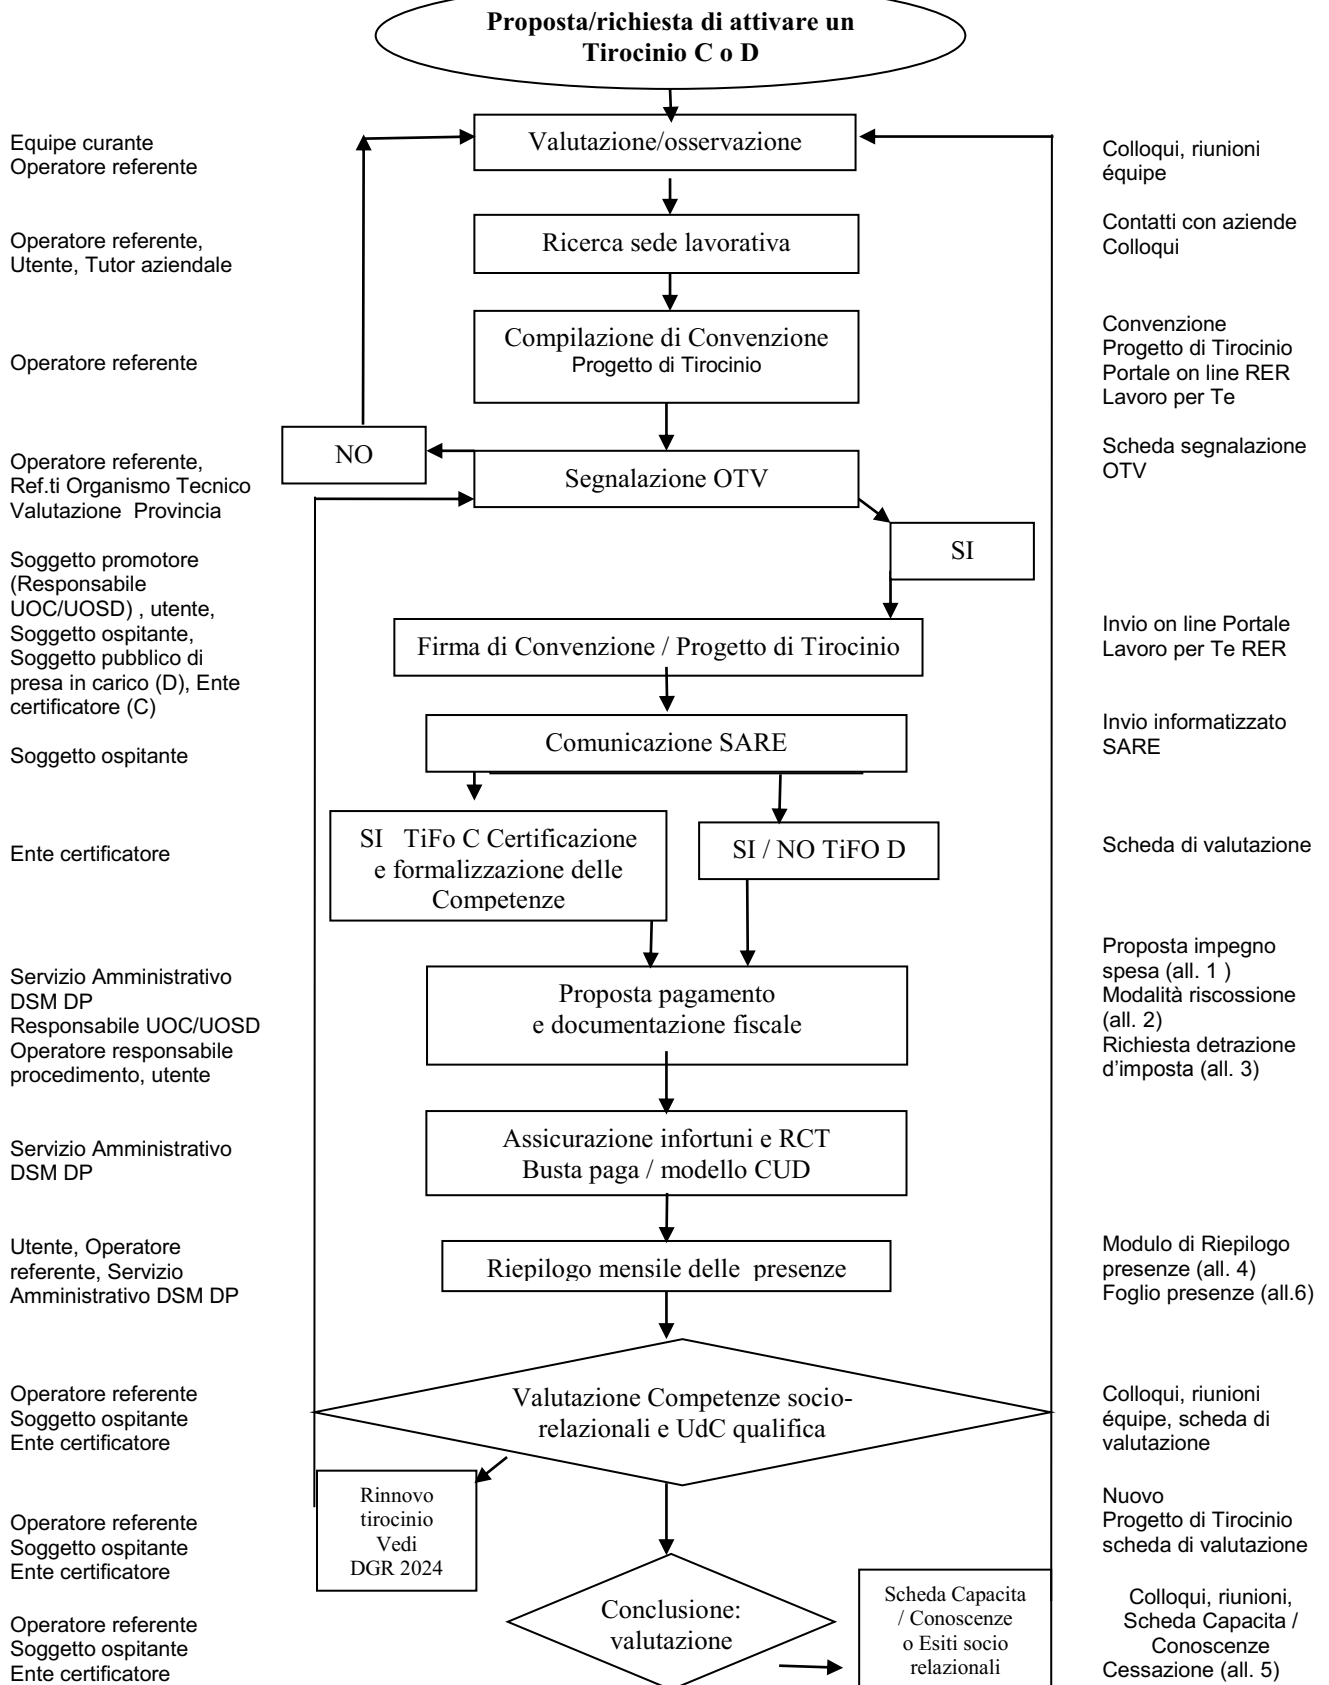 Proposta/richiesta di attivare un
Tirocinio C o D
Equipe curante
Operatore referente
Valutazione/osservazione
Colloqui, riunioni
équipe
Operatore referente,
Utente, Tutor aziendale
Ricerca sede lavorativa
Contatti con aziende
Colloqui
Operatore referente
Compilazione di Convenzione
Progetto di Tirocinio
Convenzione
Progetto di Tirocinio
Portale on line RER
Lavoro per Te
NO
Operatore referente,
Ref.ti Organismo Tecnico
Valutazione  Provincia
Segnalazione OTV
Scheda segnalazione
OTV
SI
Soggetto promotore
(Responsabile
UOC/UOSD) , utente,
Soggetto ospitante,
Soggetto pubblico di
presa in carico (D), Ente
certificatore (C)
Firma di Convenzione / Progetto di Tirocinio
Invio on line Portale
Lavoro per Te RER
Soggetto ospitante
Comunicazione SARE
Invio informatizzato
SARE
Ente certificatore
SI   TiFo C Certificazione
e formalizzazione delle
Competenze
SI / NO TiFO D
Scheda di valutazione
Servizio Amministrativo
DSM DP
Responsabile UOC/UOSD
Operatore responsabile
procedimento, utente
Proposta pagamento
e documentazione fiscale
Proposta impegno
spesa (all. 1 )
Modalità riscossione
(all. 2)
Richiesta detrazione
d'imposta (all. 3)
Servizio Amministrativo
DSM DP
Assicurazione infortuni e RCT
Busta paga / modello CUD
Utente, Operatore
referente, Servizio
Amministrativo DSM DP
Riepilogo mensile delle  presenze
Modulo di Riepilogo
presenze (all. 4)
Foglio presenze (all.6)
Operatore referente
Soggetto ospitante
Ente certificatore
Valutazione Competenze socio-
relazionali e UdC qualifica
Colloqui, riunioni
équipe, scheda di
valutazione
Operatore referente
Soggetto ospitante
Ente certificatore
Rinnovo
tirocinio
Vedi
DGR 2024
Nuovo
Progetto di Tirocinio
scheda di valutazione
Operatore referente
Soggetto ospitante
Ente certificatore
Conclusione:
valutazione
Scheda Capacita
/ Conoscenze
o Esiti socio
relazionali
Colloqui, riunioni,
Scheda Capacita /
Conoscenze
Cessazione (all. 5)